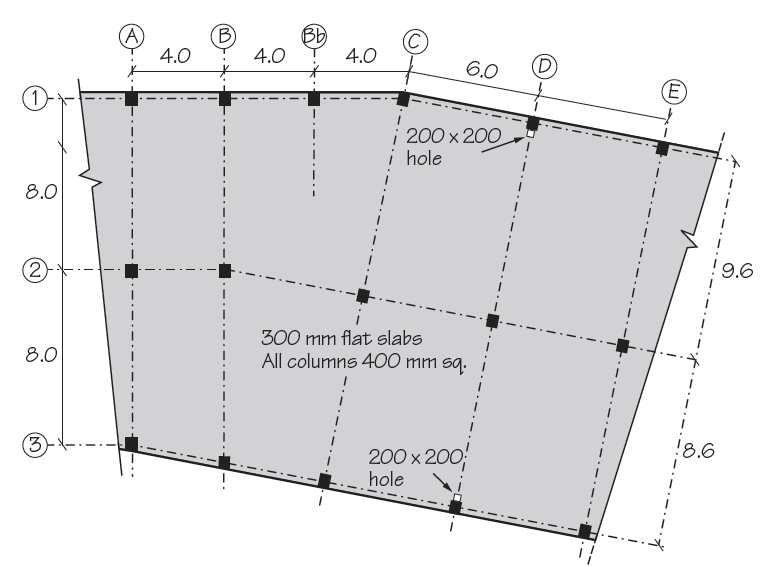 A
B
Bb
C
D
E
4.0
4.0
4.0
6.0
1
200 x 200
hole
8.0
2
9.6
300 mm flat slabs
All columns 400 mm sq.
8.0
3
200 x 200
hole
8.6